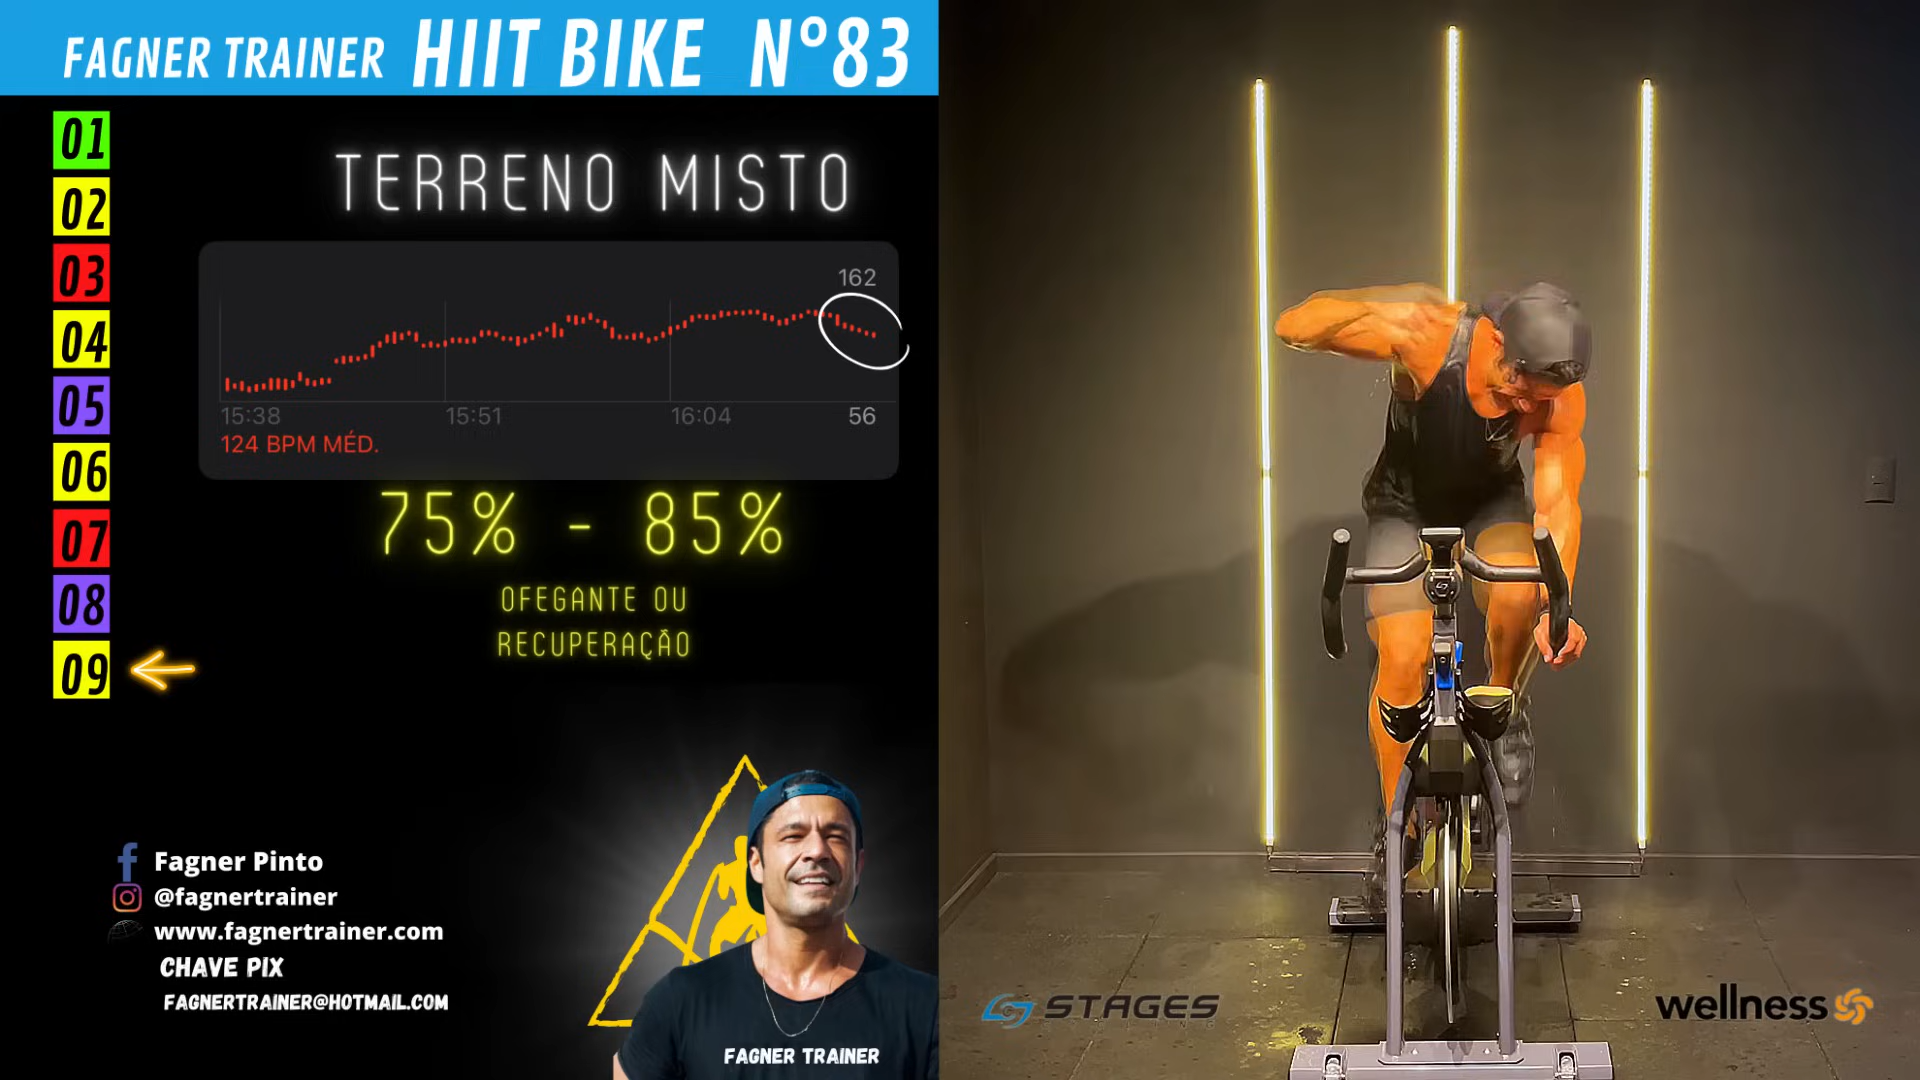 FAGNER TRAINER HIIT BIKE Nº83
01
02
03
04
05
06
07
08
09
TERRENO MISTO
162
15:38 15:51 16:04 56
124 BPM MÉD.
75% - 85%
OFEGANTE OU
RECUPERAÇÃO
Fagner Pinto
@fagnertrainer
www.fagnertrainer.com
CHAVE PIX
FAGNERTRAINER@HOTMAIL.COM
FAGNER TRAINER
STAGES
wellness